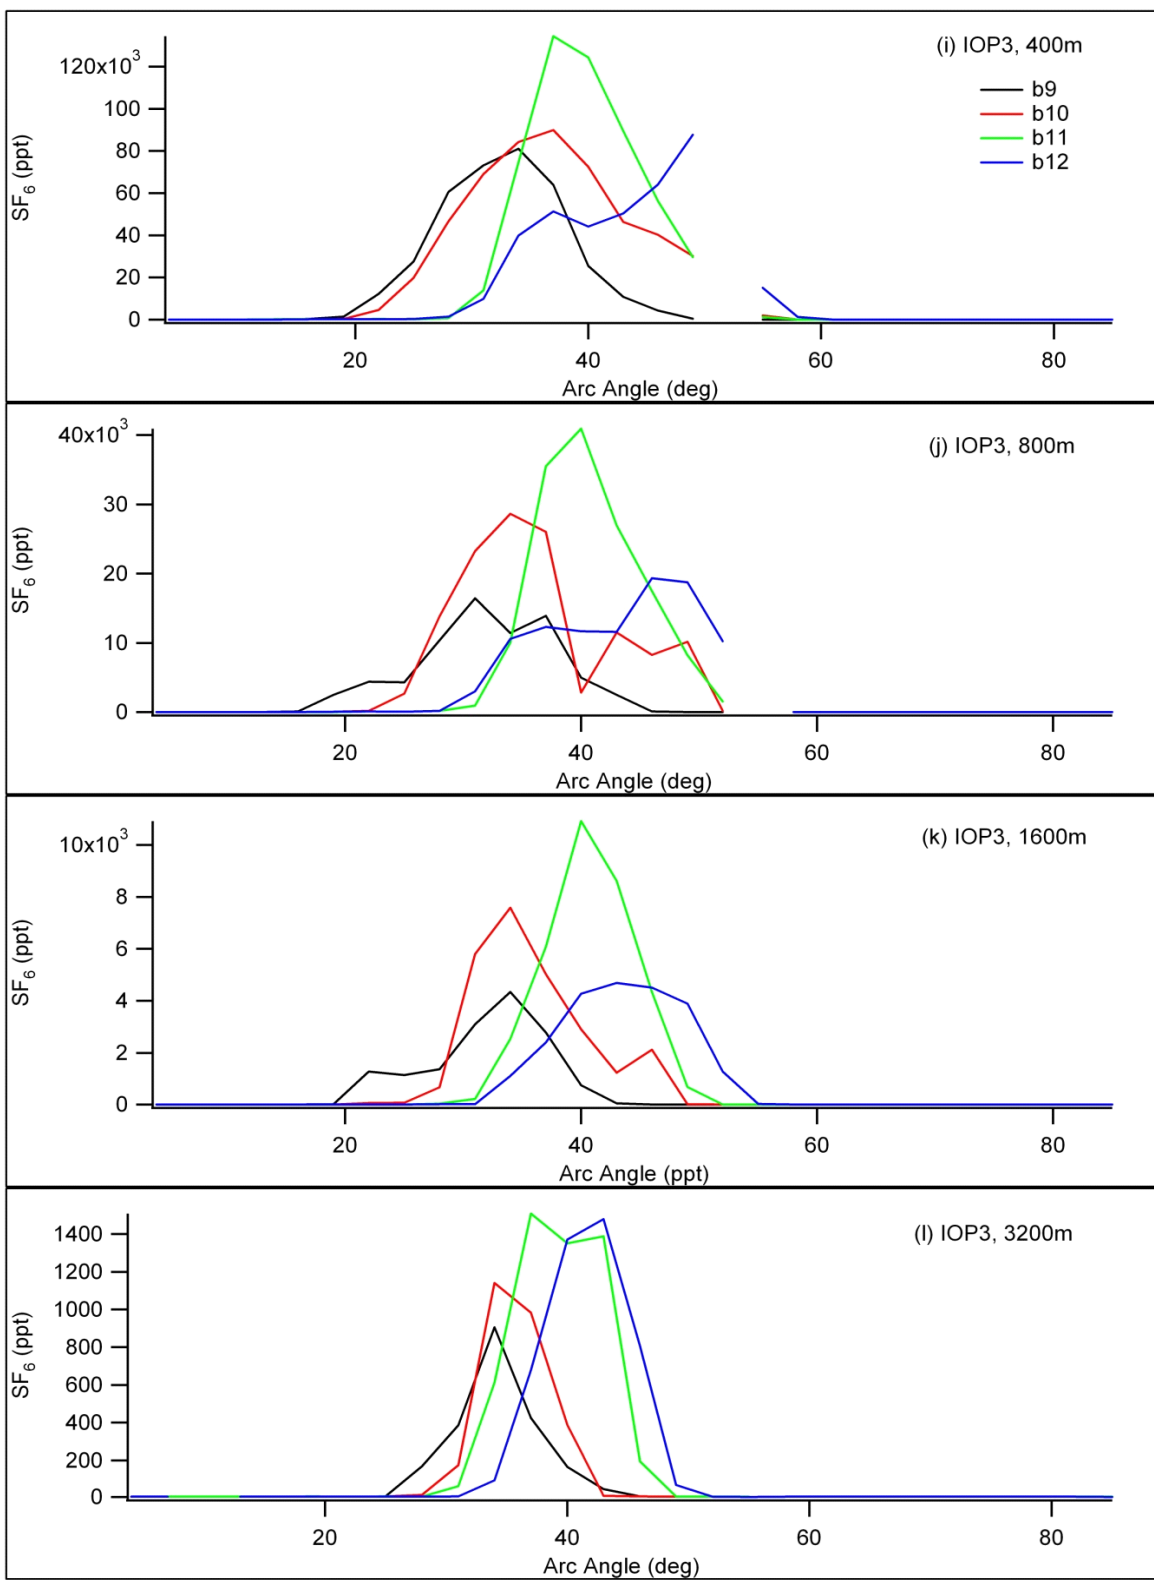 (i) IOP3, 400m
b9
b10
b11
b12
120x10³
100
80
60
40
20
0
SF₆ (ppt)
20 40 60 80
Arc Angle (deg)
(j) IOP3, 800m
40x10³
30
20
10
0
SF₆ (ppt)
20 40 60 80
Arc Angle (deg)
(k) IOP3, 1600m
10x10³
8
6
4
2
0
SF₆ (ppt)
20 40 60 80
Arc Angle (ppt)
(l) IOP3, 3200m
1400
1200
1000
800
600
400
200
0
SF₆ (ppt)
20 40 60 80
Arc Angle (deg)